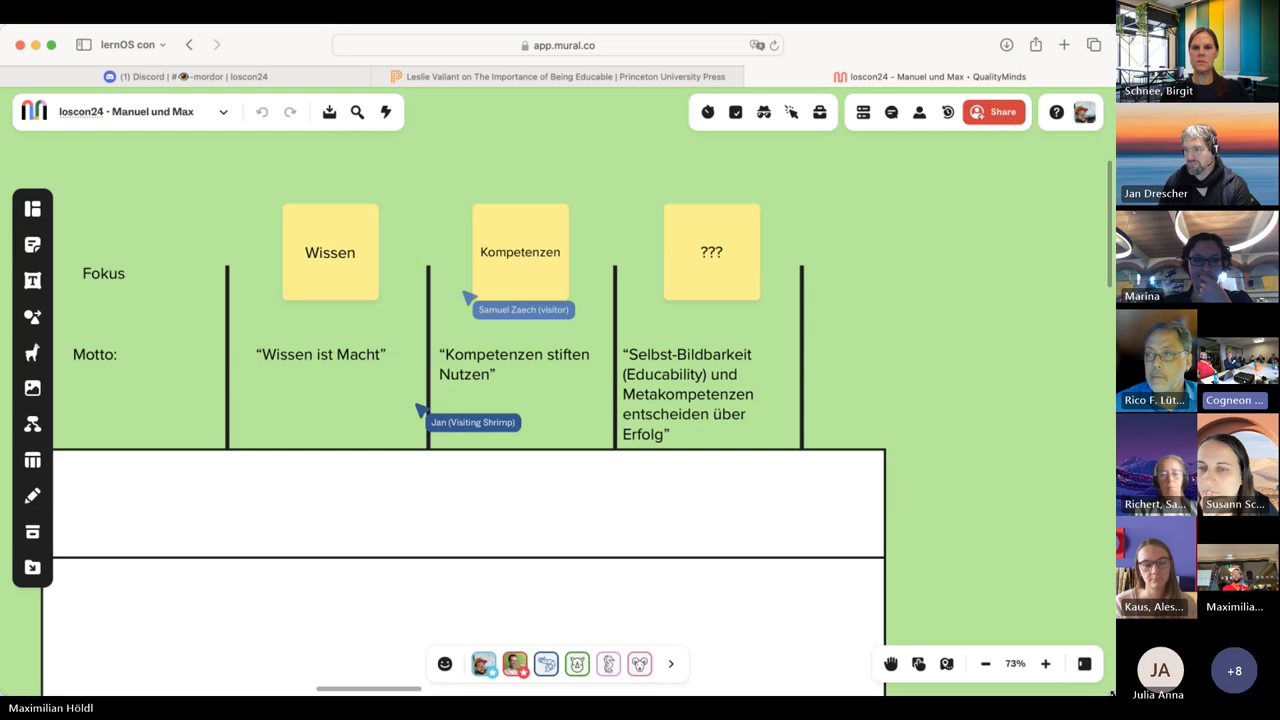 lernOS con
app.mural.co
(1) Discord | #👁-mordor | loscon24
Leslie Valiant on The Importance of Being Educable | Princeton University Press
loscon24 - Manuel und Max • QualityMinds
loscon24 - Manuel und Max
Share
Fokus
Wissen
Kompetenzen
???
Samuel Zaech (visitor)
Motto:
“Wissen ist Macht”
“Kompetenzen stiften
Nutzen”
“Selbst-Bildbarkeit
(Educability) und
Metakompetenzen
entscheiden über
Erfolg”
Jan (Visiting Shrimp)
73%
Schnee, Birgit
Jan Drescher
Marina
Rico F. Lüt...
Cogneon ...
Richert, Sa...
Susann Sc...
Kaus, Ales...
Maximilia...
JA
Julia Anna
+8
Maximilian Höldl